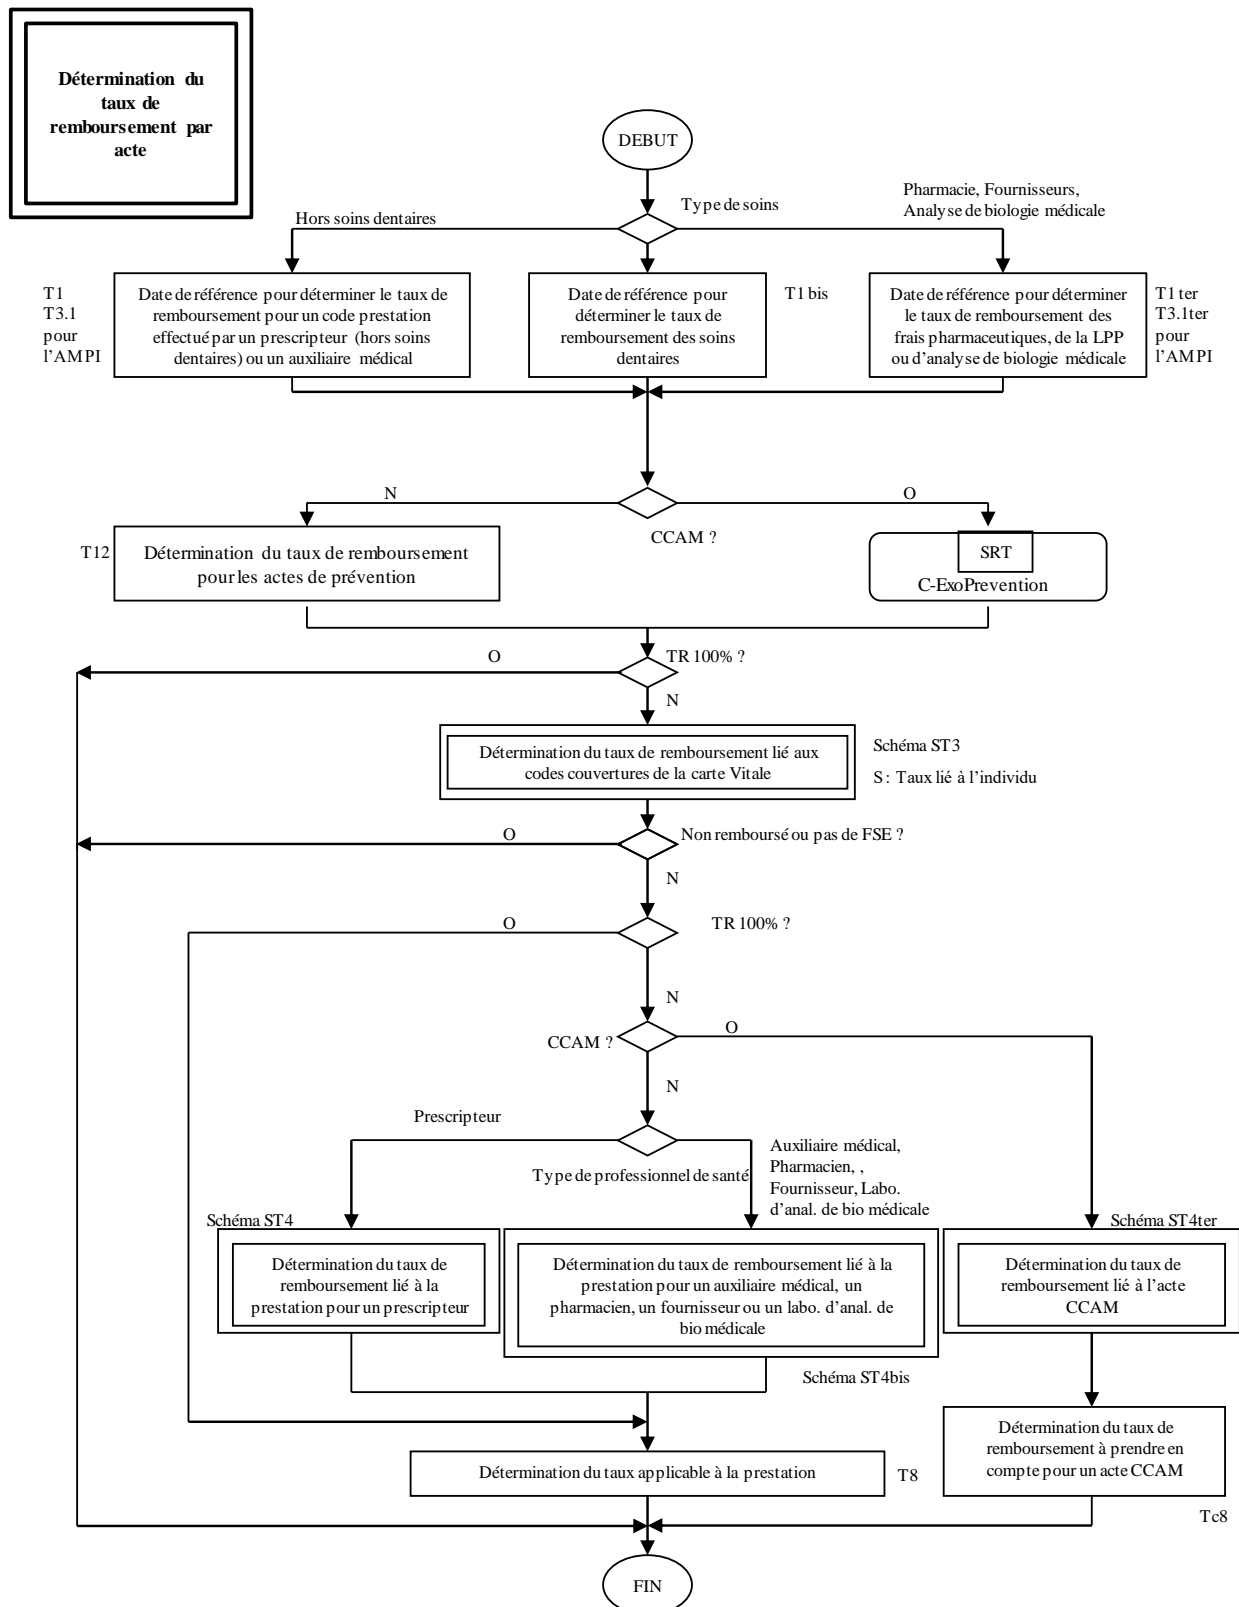 Détermination du
taux de
remboursement par
acte
DEBUT
Type de soins
Hors soins dentaires
Pharmacie, Fournisseurs,
Analyse de biologie médicale
T1
T3.1
pour
l'AMPI
Date de référence pour déterminer le taux de
remboursement pour un code prestation
effectué par un prescripteur (hors soins
dentaires) ou un auxiliaire médical
Date de référence pour
déterminer le taux de
remboursement des soins
dentaires
T1 bis
Date de référence pour déterminer
le taux de remboursement des
frais pharmaceutiques, de la LPP
ou d'analyse de biologie médicale
T1 ter
T3.1ter
pour
l'AMPI
N
O
CCAM ?
T12
Détermination du taux de remboursement
pour les actes de prévention
SRT
C-ExoPrevention
O
TR 100% ?
N
Détermination du taux de remboursement lié aux
codes couvertures de la carte Vitale
Schéma ST3
S : Taux lié à l'individu
O
Non remboursé ou pas de FSE ?
N
O
TR 100% ?
N
CCAM ?
O
N
Prescripteur
Type de professionnel de santé
Auxiliaire médical,
Pharmacien, ,
Fournisseur, Labo.
d'anal. de bio médicale
Schéma ST4
Schéma ST4ter
Détermination du taux de
remboursement lié à la
prestation pour un prescripteur
Détermination du taux de remboursement lié à la
prestation pour un auxiliaire médical, un
pharmacien, un fournisseur ou un labo. d'anal. de
bio médicale
Détermination du taux de
remboursement lié à l'acte
CCAM
Schéma ST4bis
Détermination du taux de
remboursement à prendre en
compte pour un acte CCAM
Détermination du taux applicable à la prestation
T8
Tc8
FIN